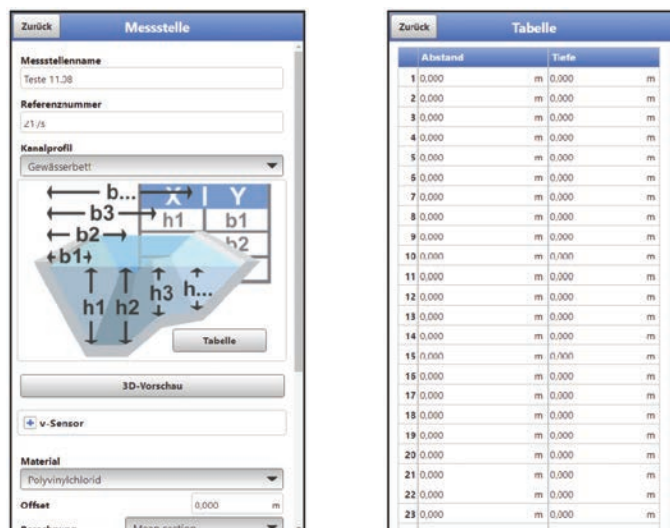 Zurück Messstelle
Messstellenname
Teste 11.08
Referenznummer
Kanalprofil
Gewässerbett
b...
b3
b2
b1
X | Y
h1 b1
b2
h1 h2 h3 h...
Tabelle
3D-Vorschau
v-Sensor
Material
Polyvinylchlorid
Offset 0,000 m
Zurück Tabelle
Abstand Tiefe
1 0,000 m 0,000 m
2 0,000 m 0,000 m
3 0,000 m 0,000 m
4 0,000 m 0,000 m
5 0,000 m 0,000 m
6 0,000 m 0,000 m
7 0,000 m 0,000 m
8 0,000 m 0,000 m
9 0,000 m 0,000 m
10 0,000 m 0,000 m
11 0,000 m 0,000 m
12 0,000 m 0,000 m
13 0,000 m 0,000 m
14 0,000 m 0,000 m
15 0,000 m 0,000 m
16 0,000 m 0,000 m
17 0,000 m 0,000 m
18 0,000 m 0,000 m
19 0,000 m 0,000 m
20 0,000 m 0,000 m
21 0,000 m 0,000 m
22 0,000 m 0,000 m
23 0,000 m 0,000 m